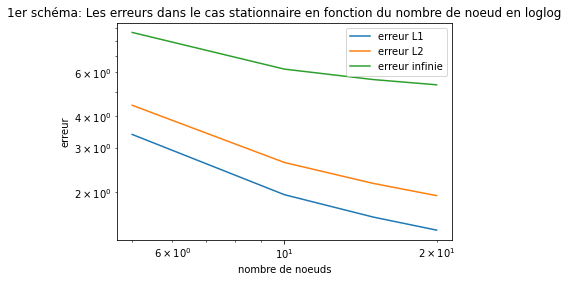 1er schéma: Les erreurs dans le cas stationnaire en fonction du nombre de noeud en loglog
erreur L1
erreur L2
erreur infinie
6 × 10⁰
4 × 10⁰
3 × 10⁰
2 × 10⁰
erreur
6 × 10⁰
10¹
2 × 10¹
nombre de noeuds